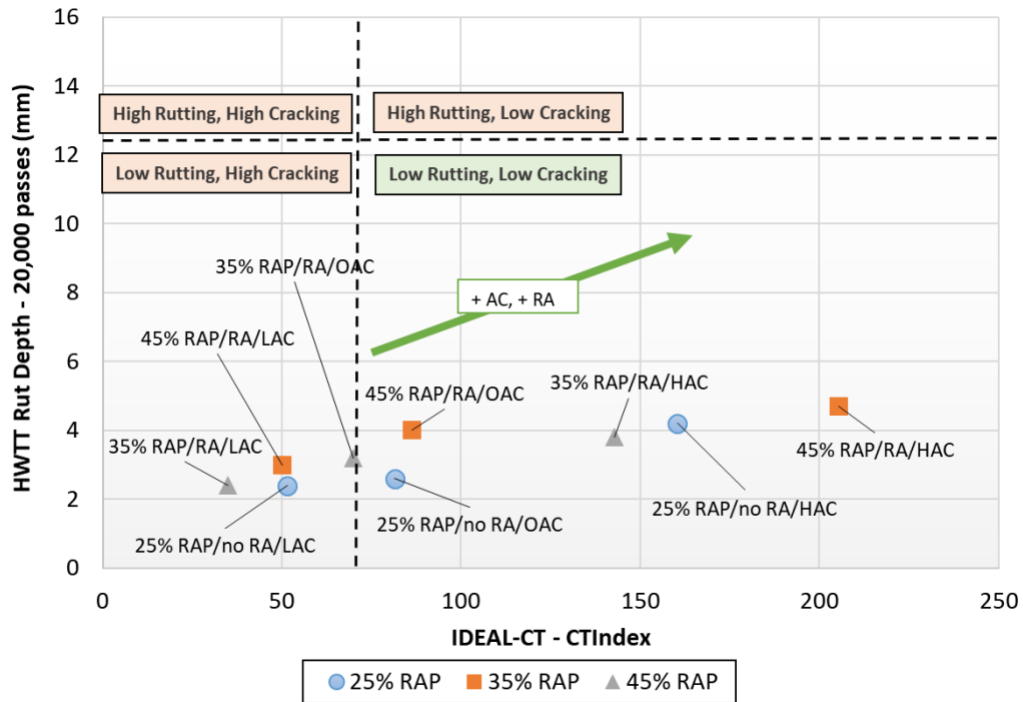 HWTT Rut Depth - 20,000 passes (mm)
16
14
12
10
8
6
4
2
0
High Rutting, High Cracking
High Rutting, Low Cracking
Low Rutting, High Cracking
Low Rutting, Low Cracking
35% RAP/RA/OAC
+ AC, + RA
45% RAP/RA/LAC
45% RAP/RA/OAC
35% RAP/RA/HAC
35% RAP/RA/LAC
45% RAP/RA/HAC
25% RAP/no RA/OAC
25% RAP/no RA/HAC
25% RAP/no RA/LAC
0
50
100
150
200
250
IDEAL-CT - CTIndex
25% RAP
35% RAP
45% RAP